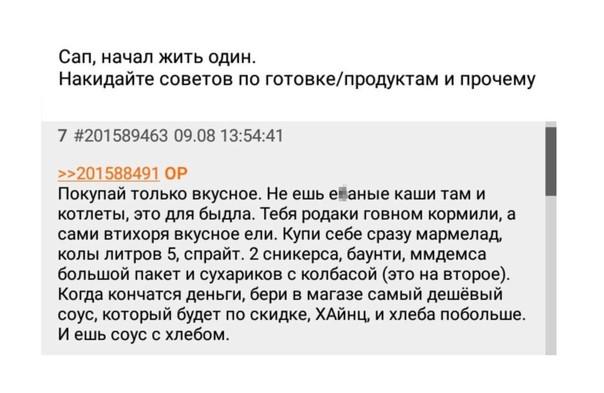 Сап, начал жить один.
Накидайте советов по готовке/продуктам и прочему
7 #201589463 09.08 13:54:41
>>201588491 OP
Покупай только вкусное. Не ешь е аные каши там и
котлеты, это для быдла. Тебя родаки говном кормили, а
сами втихоря вкусное ели. Купи себе сразу мармелад,
колы литров 5, спрайт. 2 сникерса, баунти, ммдемса
большой пакет и сухариков с колбасой (это на второе).
Когда кончатся деньги, бери в магазе самый дешёвый
соус, который будет по скидке, ХАйнц, и хлеба побольше.
И ешь соус с хлебом.